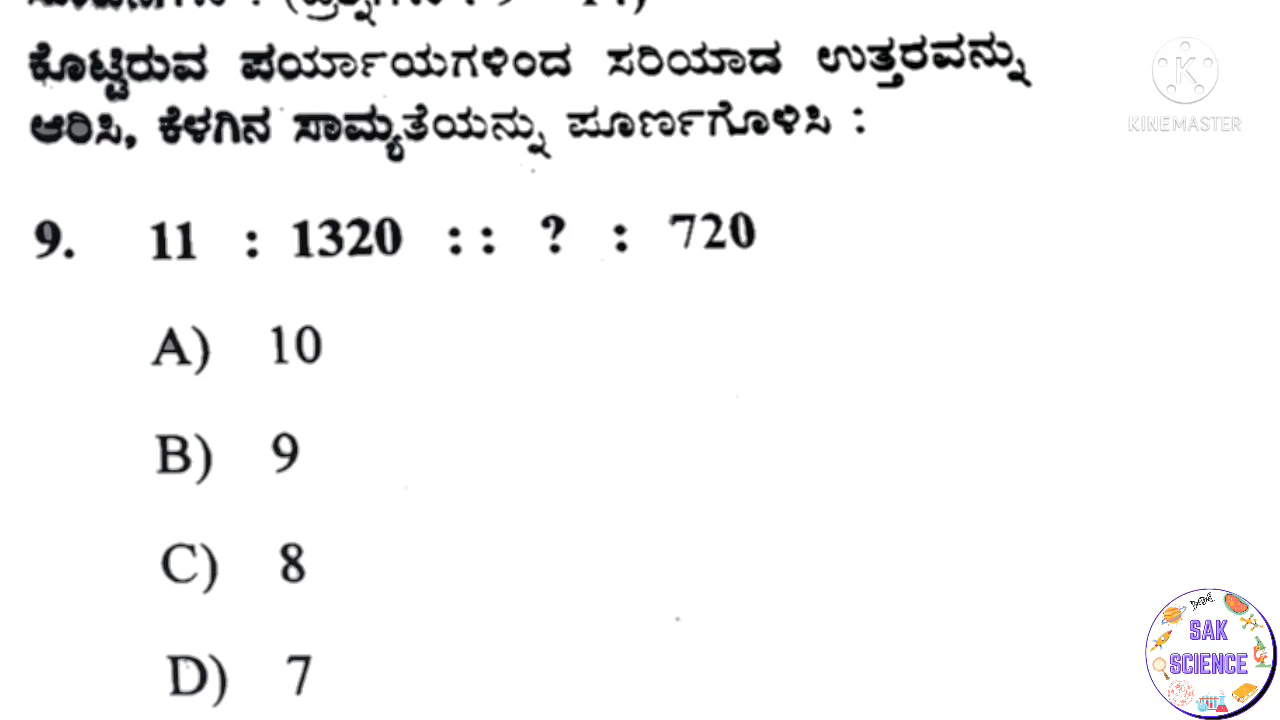 ಕೊಟ್ಟಿರುವ ಪರ್ಯಾಯಗಳಿಂದ ಸರಿಯಾದ ಉತ್ತರವನ್ನು
ಆರಿಸಿ, ಕೆಳಗಿನ ಸಾಮ್ಯತೆಯನ್ನು ಪೂರ್ಣಗೊಳಿಸಿ :
9. 11 : 1320 :: ? : 720
A) 10
B) 9
C) 8
D) 7
KINEMASTER
SAK
SCIENCE